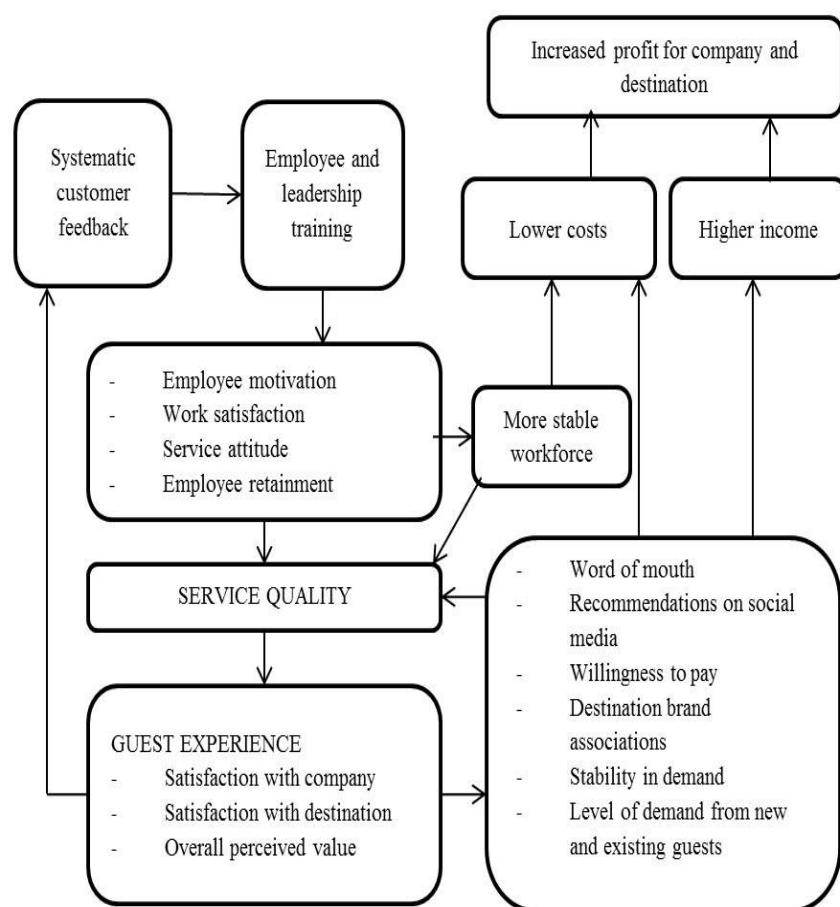 Increased profit for company and
destination
Systematic
customer
feedback
Employee and
leadership
training
Lower costs
Higher income
- Employee motivation
- Work satisfaction
- Service attitude
- Employee retainment
More stable
workforce
SERVICE QUALITY
- Word of mouth
- Recommendations on social
media
- Willingness to pay
- Destination brand
associations
- Stability in demand
- Level of demand from new
and existing guests
GUEST EXPERIENCE
- Satisfaction with company
- Satisfaction with destination
- Overall perceived value